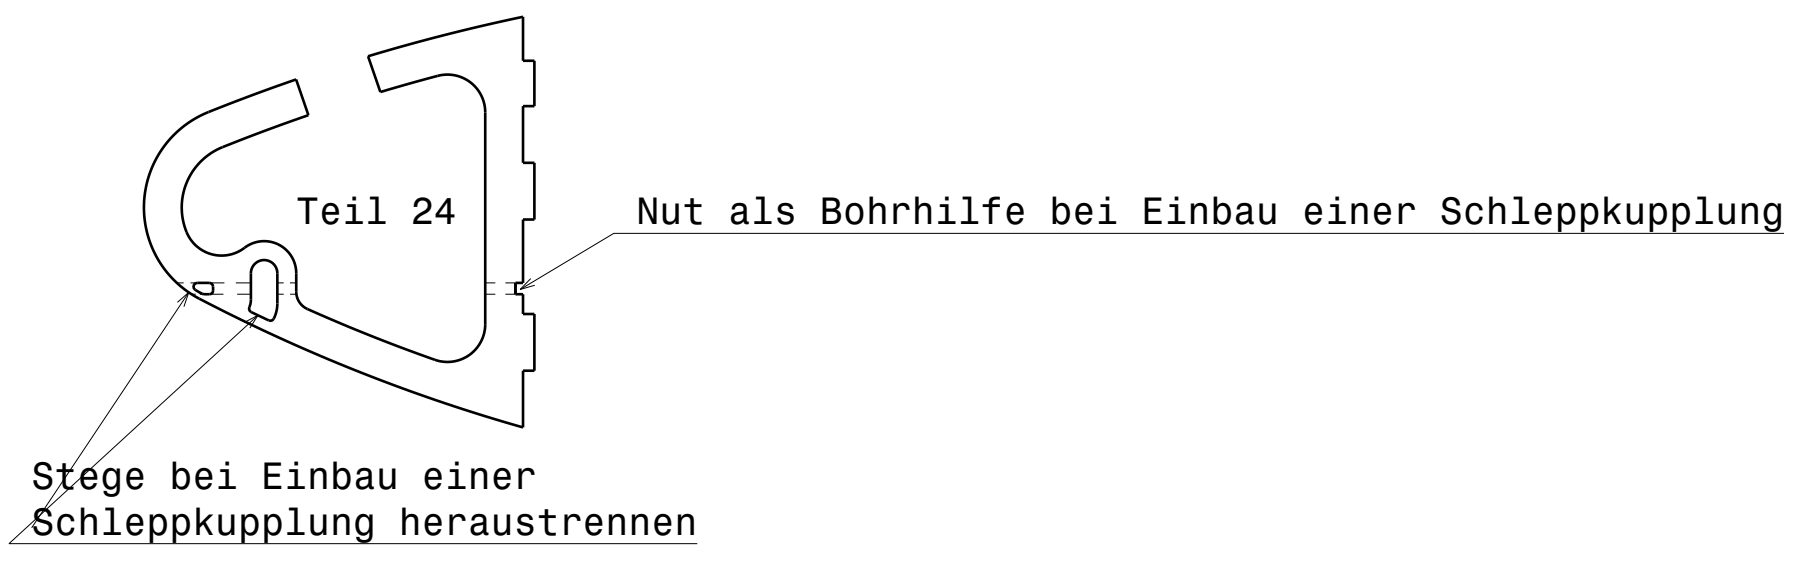 Teil 24
Nut als Bohrhilfe bei Einbau einer Schleppkupplung
Stege bei Einbau einer
Schleppkupplung heraustrennen